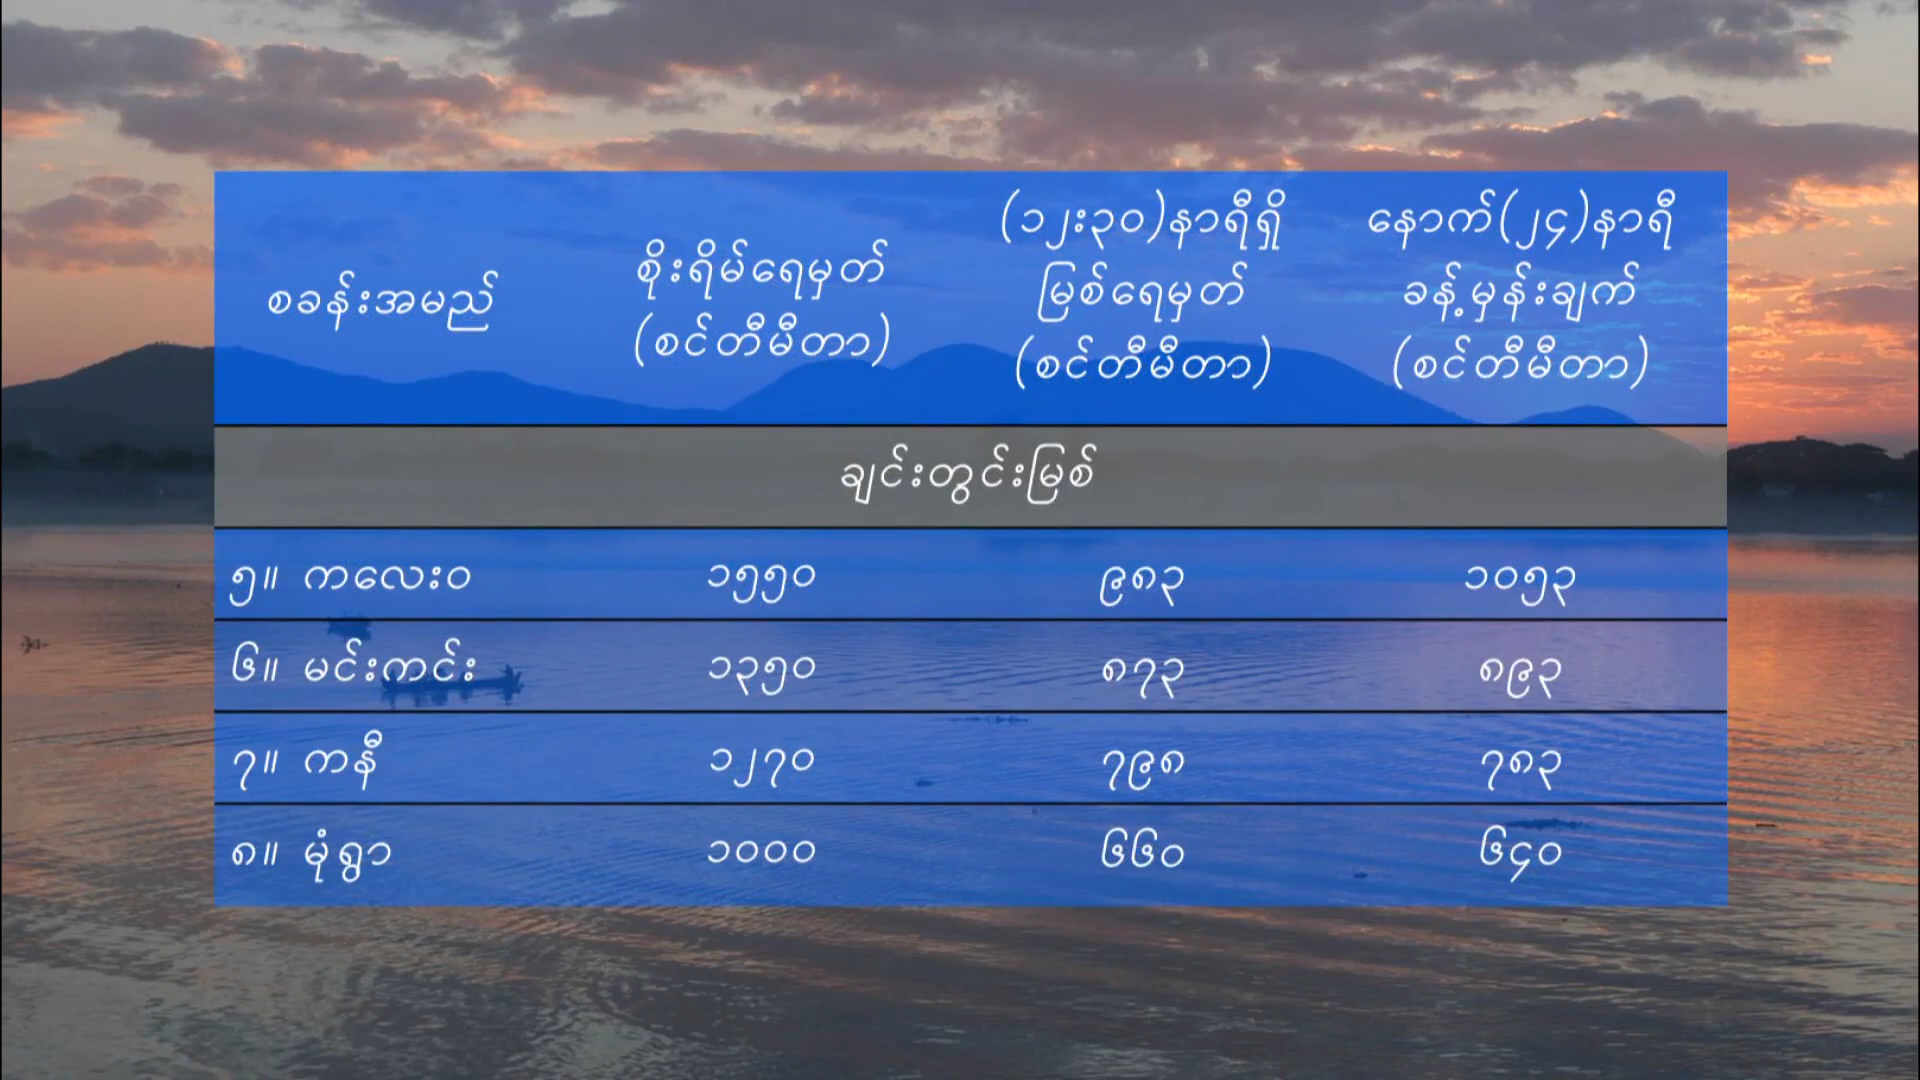 စခန်းအမည်
စိုးရိမ်ရေမှတ်
(စင်တီမီတာ)
(၁၂း၃၀)နာရီရှိ
မြစ်ရေမှတ်
(စင်တီမီတာ)
နောက်(၂၄)နာရီ
ခန့်မှန်းချက်
(စင်တီမီတာ)
ချင်းတွင်းမြစ်
၅။ ကလေးဝ ၁၅၅၀ ၉၈၃ ၁၀၅၃
၆။ မင်းကင်း ၁၃၅၀ ၈၇၃ ၈၉၃
၇။ ကနီ ၁၂၇၀ ၇၉၈ ၇၈၃
၈။ မုံရွာ ၁၀၀၀ ၆၆၀ ၆၄၀